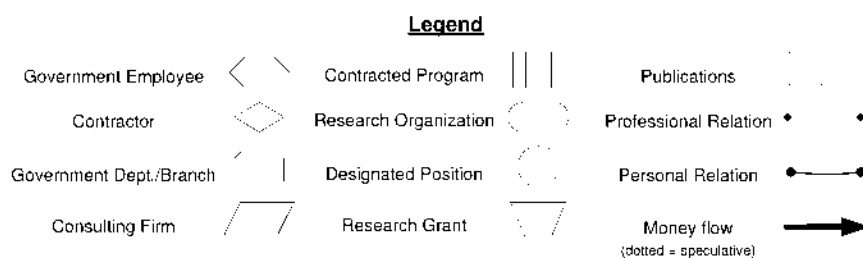 Legend
Government Employee Contracted Program Publications
Contractor Research Organization Professional Relation
Government Dept./Branch Designated Position Personal Relation
Consulting Firm Research Grant Money flow
(dotted = speculative)